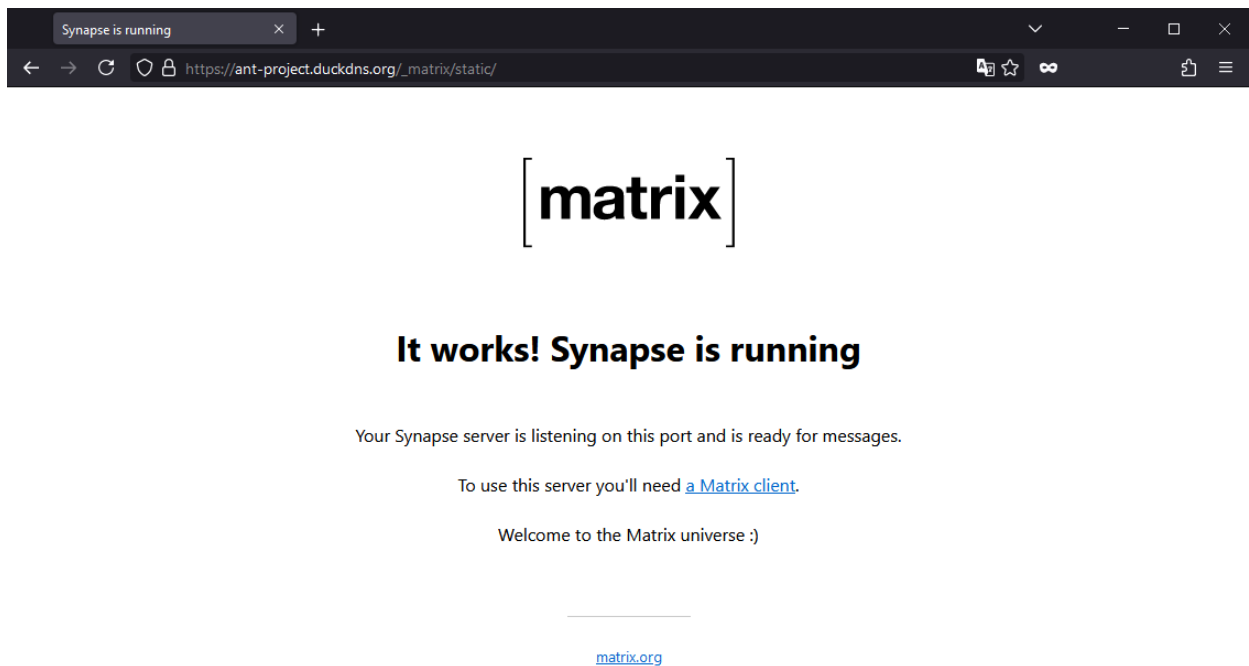 Synapse is running
https://ant-project.duckdns.org/_matrix/static/
[matrix]
It works! Synapse is running
Your Synapse server is listening on this port and is ready for messages.
To use this server you'll need a Matrix client.
Welcome to the Matrix universe :)
matrix.org